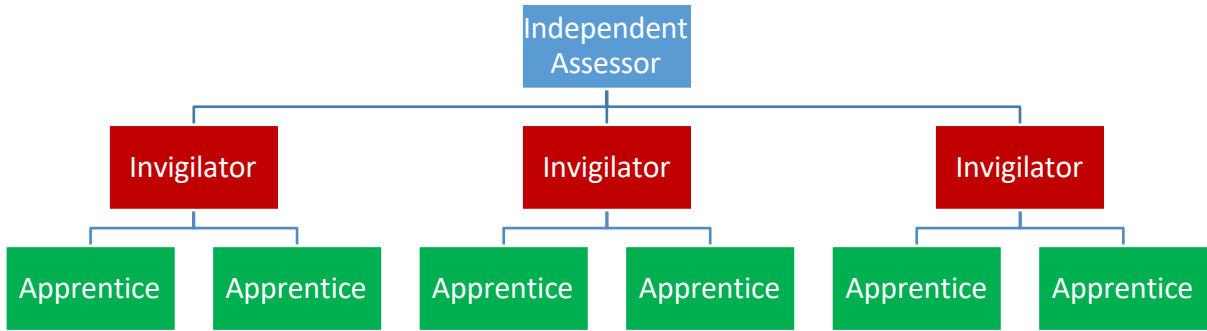 Independent
Assessor
Invigilator
Invigilator
Invigilator
Apprentice
Apprentice
Apprentice
Apprentice
Apprentice
Apprentice